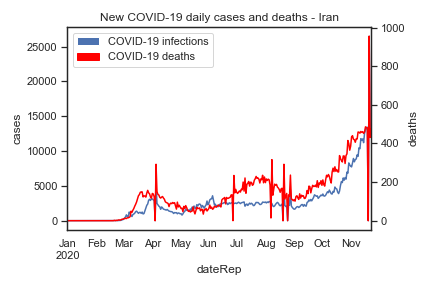 New COVID-19 daily cases and deaths - Iran
COVID-19 infections
COVID-19 deaths
cases
25000
20000
15000
10000
5000
0
deaths
1000
800
600
400
200
0
Jan Feb Mar Apr May Jun Jul Aug Sep Oct Nov
2020
dateRep